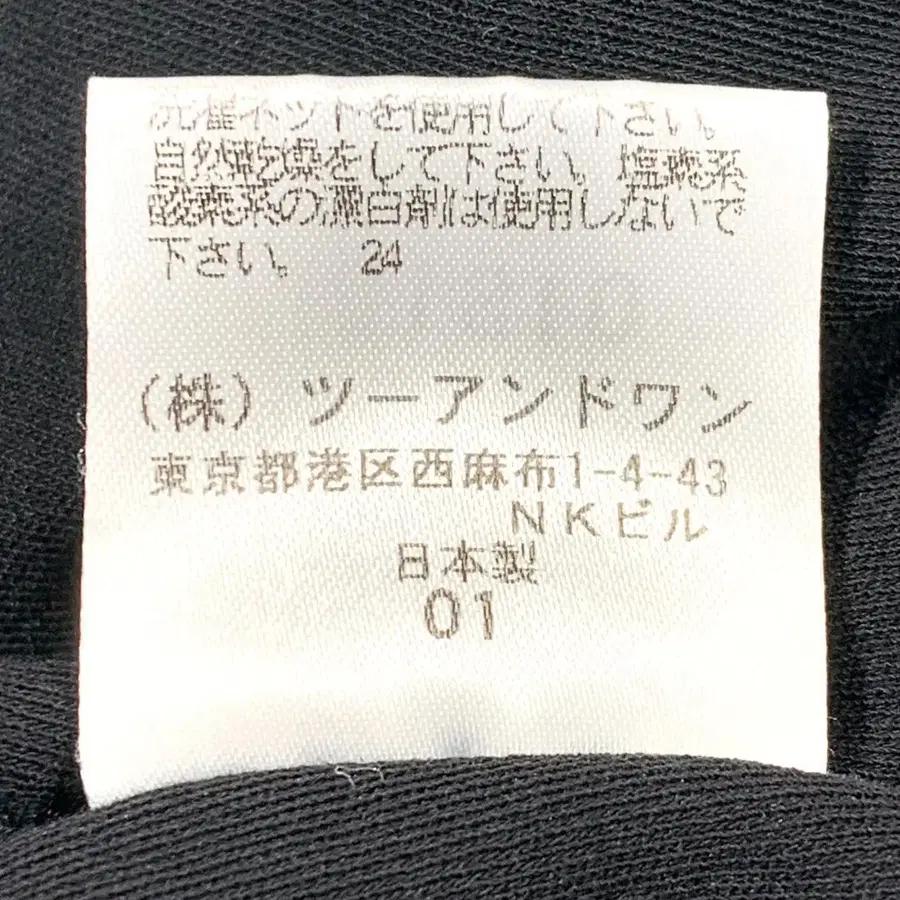 洗濯ネットを使用して下さい。
自然乾燥をして下さい。塩素系
酸素系の漂白剤は使用しないで
下さい。 24
(株) ツーアンドワン
東京都港区西麻布1-4-43
NKビル
日本製
01